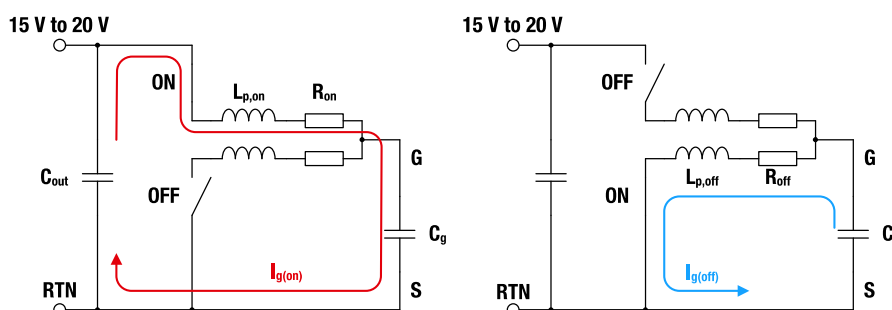 15 V to 20 V
ON
Lp,on
Ron
G
Cout
OFF
Cg
Ig(on)
RTN
S
15 V to 20 V
OFF
G
ON
Lp,off
Roff
C
Ig(off)
RTN
S